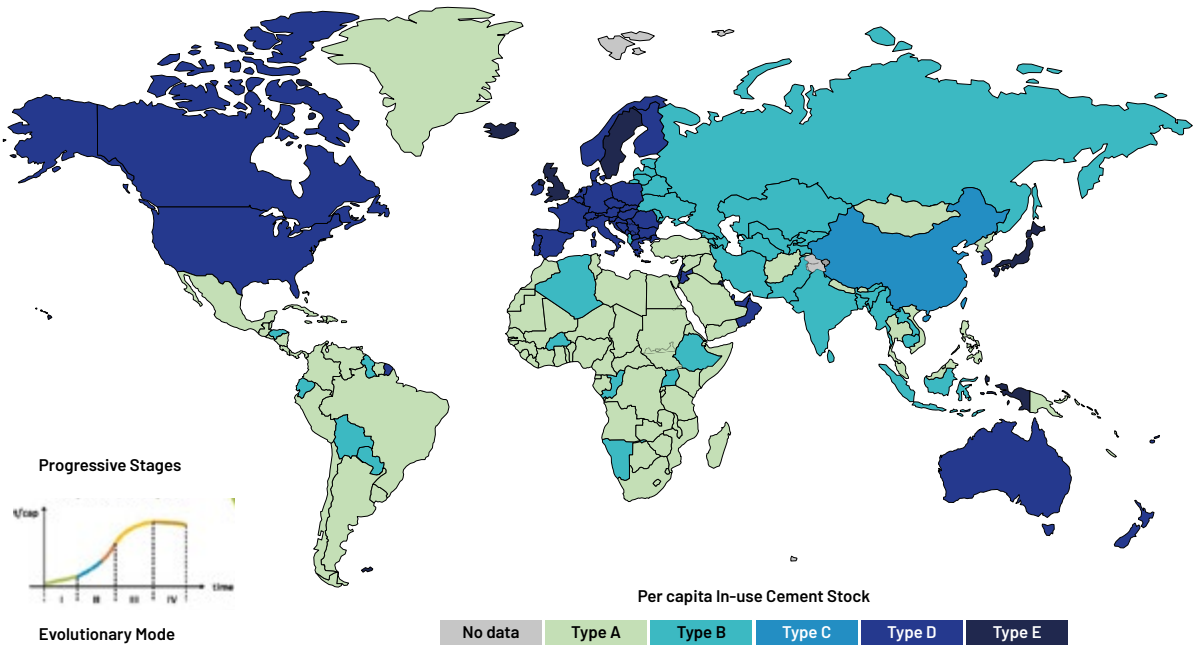 Progressive Stages
t/cap
time
I II III IV
Evolutionary Mode
Per capita In-use Cement Stock
No data Type A Type B Type C Type D Type E